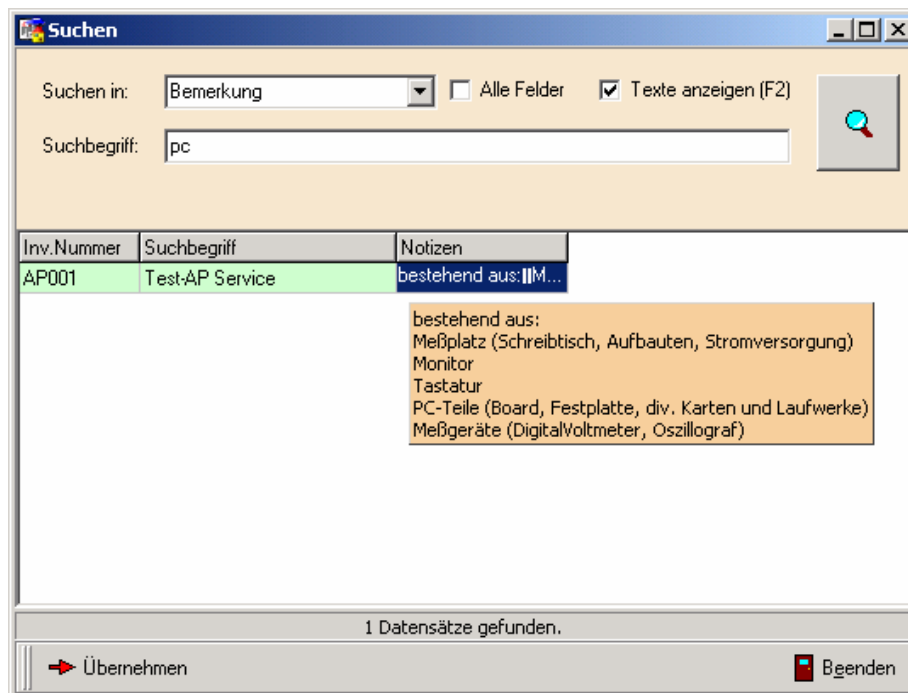 Suchen
Suchen in: Bemerkung Alle Felder Texte anzeigen (F2)
Suchbegriff: pc
Inv.Nummer Suchbegriff Notizen
AP001 Test-AP Service bestehend aus:||M...
bestehend aus:
Meßplatz (Schreibtisch, Aufbauten, Stromversorgung)
Monitor
Tastatur
PC-Teile (Board, Festplatte, div. Karten und Laufwerke)
Meßgeräte (DigitalVoltmeter, Oszillograf)
1 Datensätze gefunden.
Übernehmen Beenden